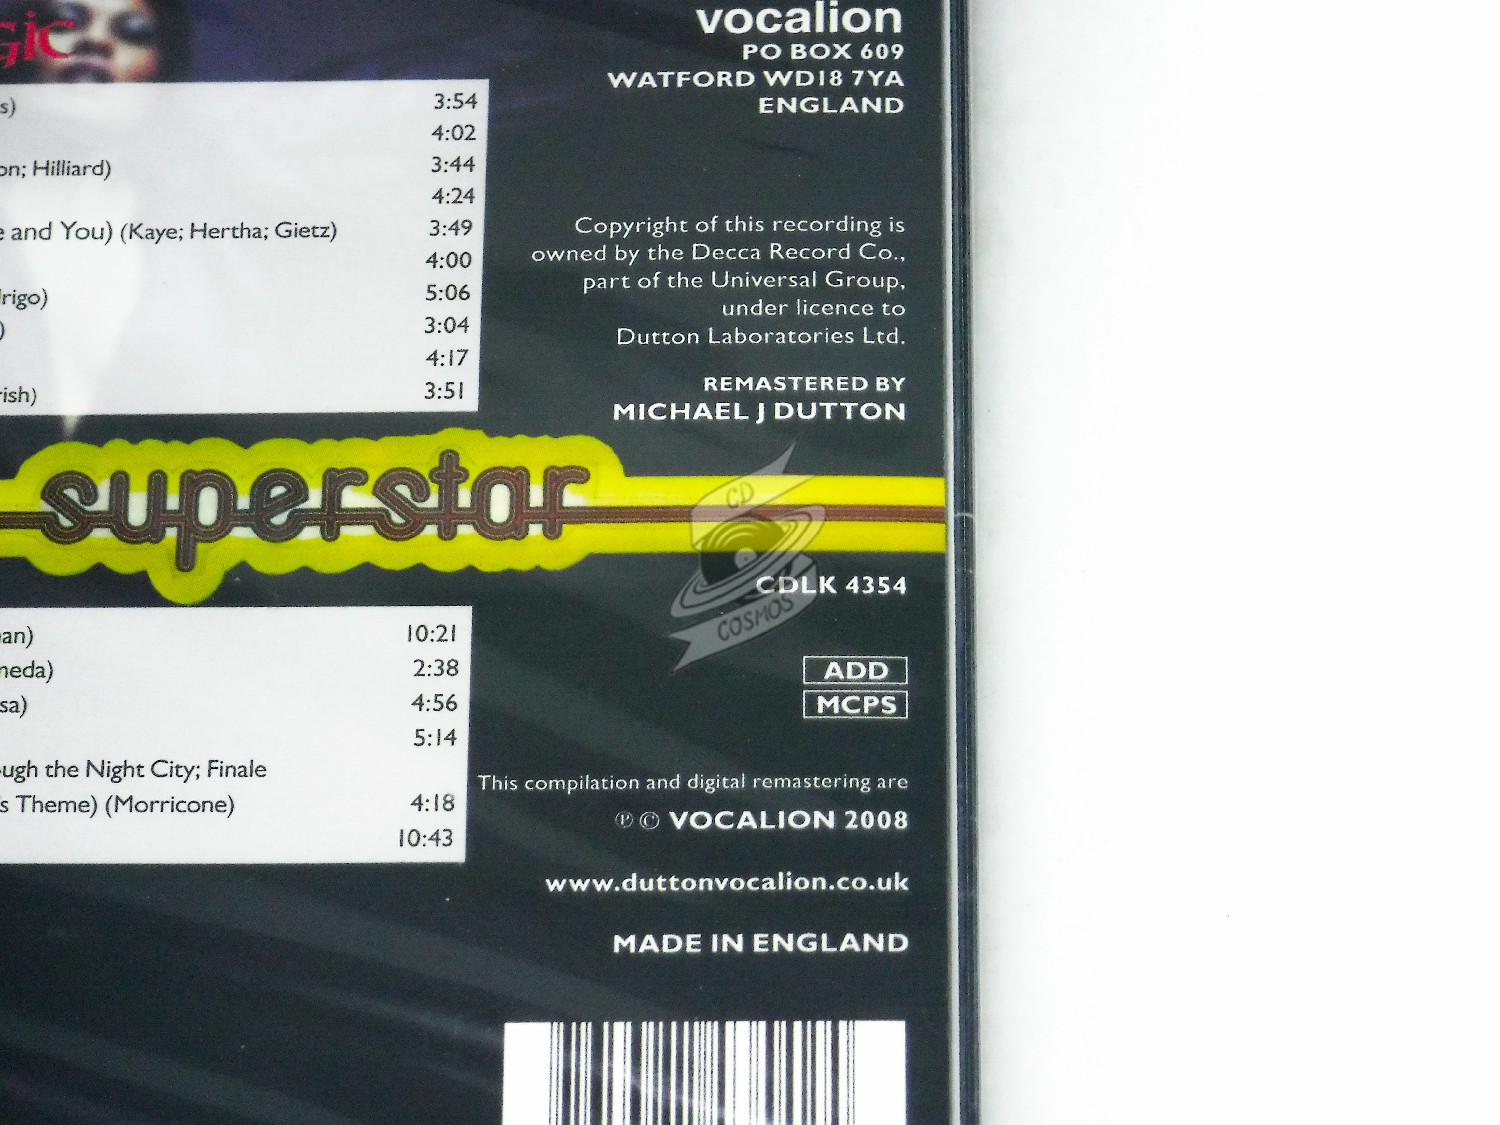 gic
vocalion
PO BOX 609
WATFORD WD18 7YA
ENGLAND
s) 3:54
4:02
on; Hilliard) 3:44
4:24
e and You) (Kaye; Hertha; Gietz) 3:49
4:00
rigo) 5:06
) 3:04
4:17
rish) 3:51
Copyright of this recording is
owned by the Decca Record Co.,
part of the Universal Group,
under licence to
Dutton Laboratories Ltd.
REMASTERED BY
MICHAEL J DUTTON
superstar
CD
COSMOS
CDLK 4354
an) 10:21
neda) 2:38
sa) 4:56
5:14
ugh the Night City; Finale
's Theme) (Morricone) 4:18
10:43
ADD
MCPS
This compilation and digital remastering are
℗ © VOCALION 2008
www.duttonvocalion.co.uk
MADE IN ENGLAND